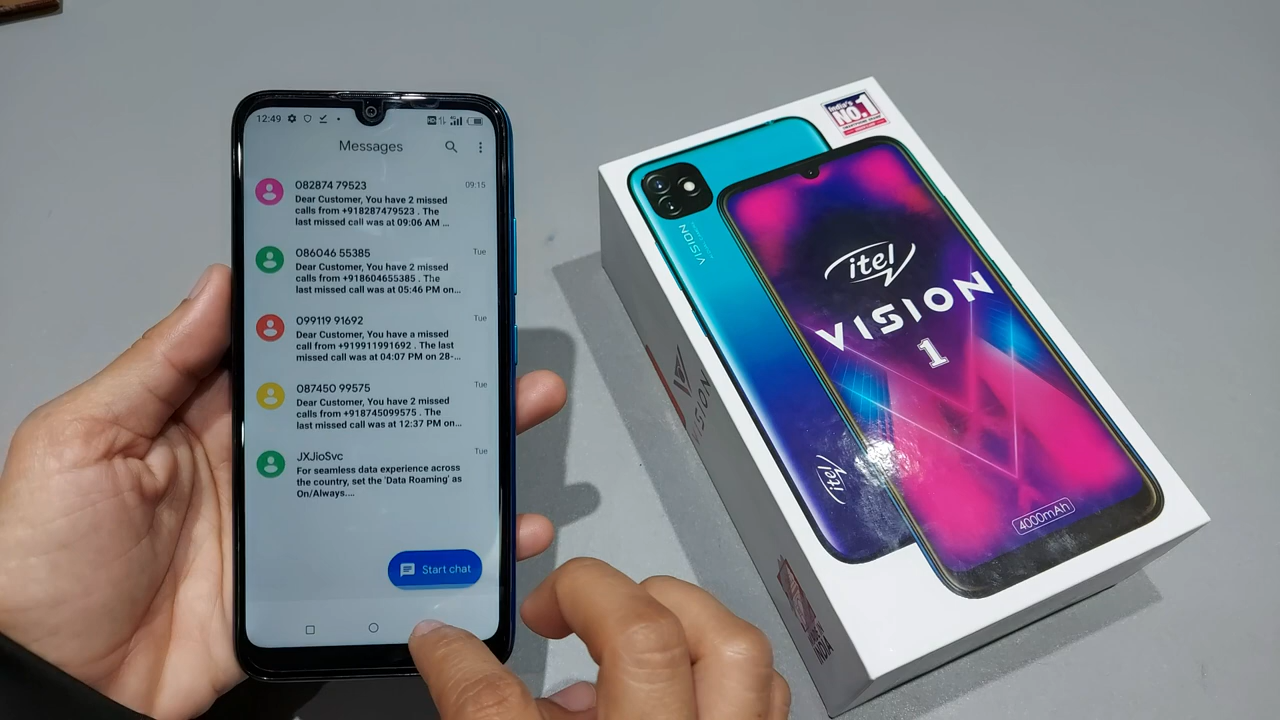 12:49
Messages
082874 79523
09:15
Dear Customer, You have 2 missed
calls from +918287479523 . The
last missed call was at 09:06 AM ...
086046 55385
Tue
Dear Customer, You have 2 missed
calls from +918604655385 . The
last missed call was at 05:46 PM on...
099119 91692
Tue
Dear Customer, You have a missed
call from +919911991692 . The last
missed call was at 04:07 PM on 28-...
087450 99575
Tue
Dear Customer, You have 2 missed
calls from +918745099575 . The
last missed call was at 12:37 PM on...
JXJioSvc
Tue
For seamless data experience across
the country, set the 'Data Roaming' as
On/Always....
Start chat
India's
NO.1
VISION
itel
VISION
1
4000mAh
itel
VISION
MADE IN
INDIA